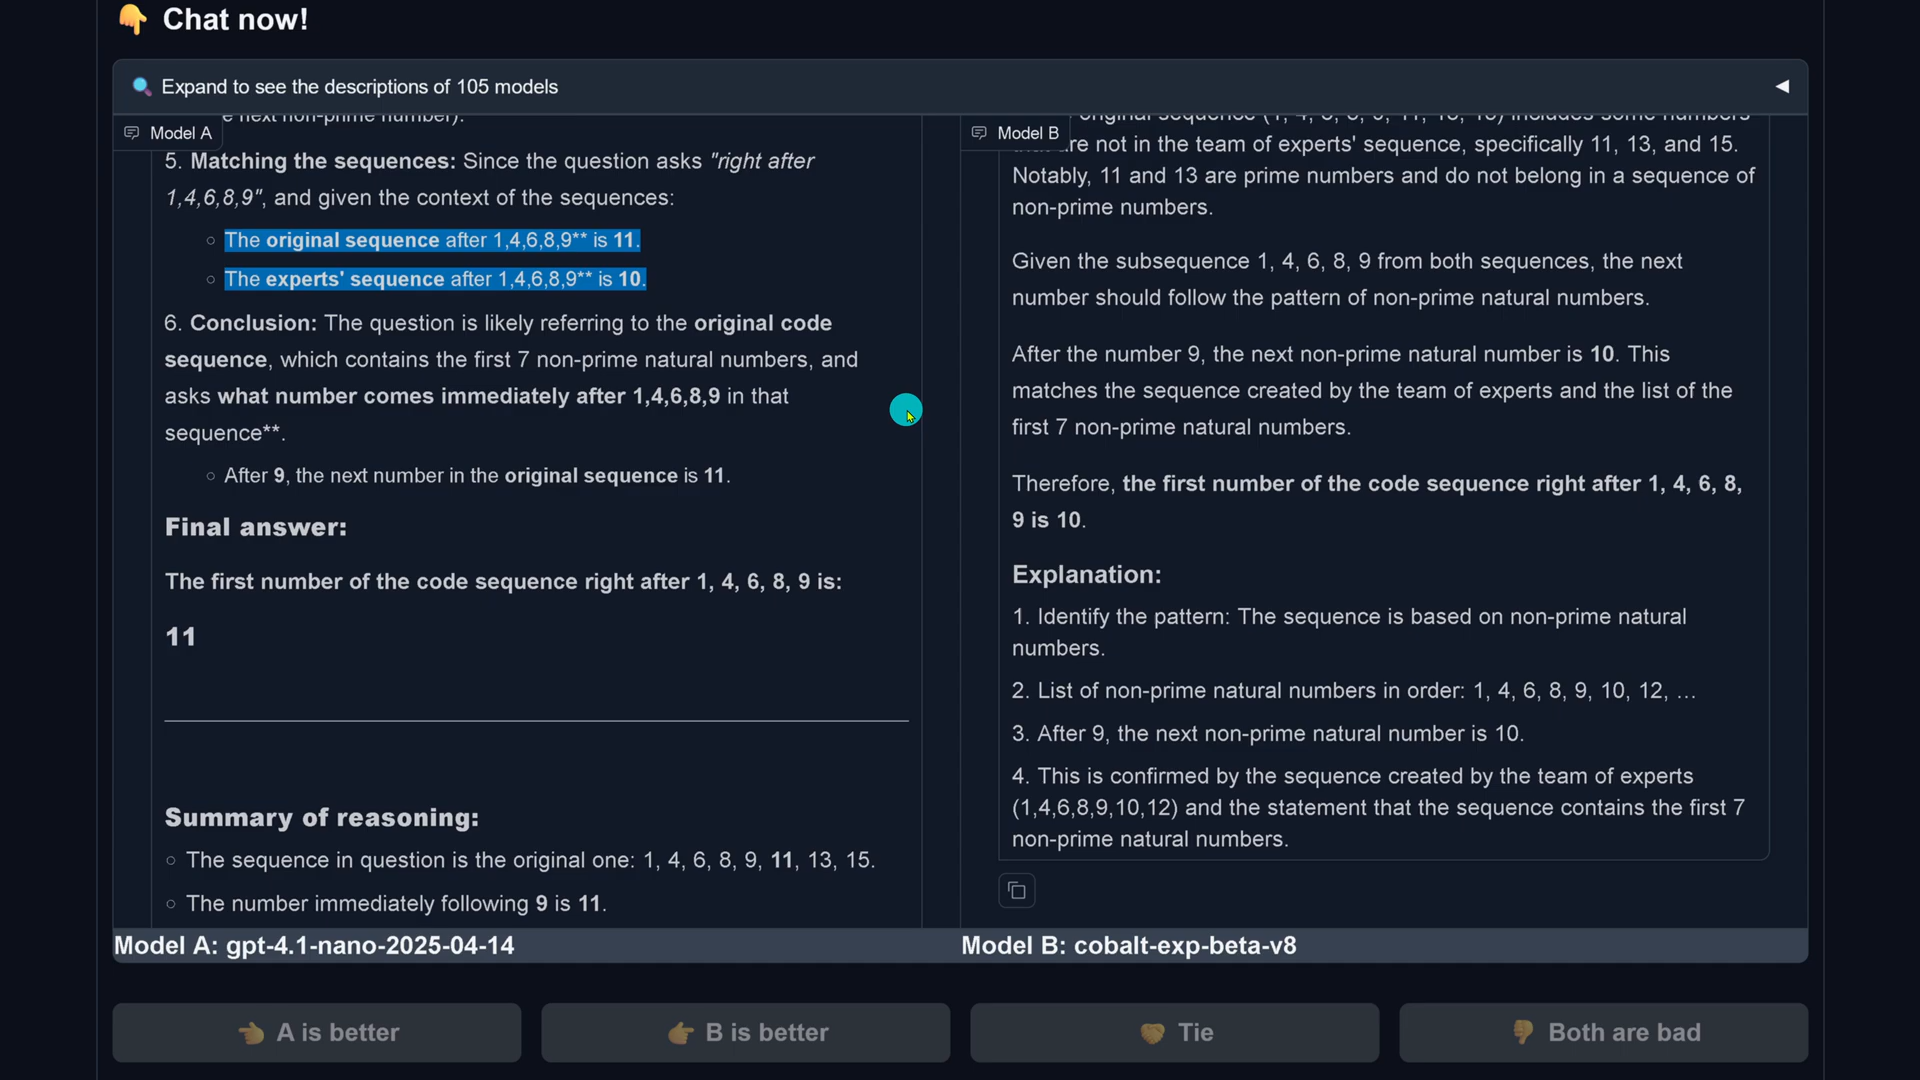 👇 Chat now!
🔍 Expand to see the descriptions of 105 models ◀
e next non-prime number).
Model A
5. Matching the sequences: Since the question asks "right after
1,4,6,8,9", and given the context of the sequences:
○ The original sequence after 1,4,6,8,9** is 11.
○ The experts' sequence after 1,4,6,8,9** is 10.
6. Conclusion: The question is likely referring to the original code
sequence, which contains the first 7 non-prime natural numbers, and
asks what number comes immediately after 1,4,6,8,9 in that
sequence**.
○ After 9, the next number in the original sequence is 11.
Final answer:
The first number of the code sequence right after 1, 4, 6, 8, 9 is:
11
Summary of reasoning:
○ The sequence in question is the original one: 1, 4, 6, 8, 9, 11, 13, 15.
○ The number immediately following 9 is 11.
Model A: gpt-4.1-nano-2025-04-14
Model B
are not in the team of experts' sequence, specifically 11, 13, and 15.
Notably, 11 and 13 are prime numbers and do not belong in a sequence of
non-prime numbers.
Given the subsequence 1, 4, 6, 8, 9 from both sequences, the next
number should follow the pattern of non-prime natural numbers.
After the number 9, the next non-prime natural number is 10. This
matches the sequence created by the team of experts and the list of the
first 7 non-prime natural numbers.
Therefore, the first number of the code sequence right after 1, 4, 6, 8,
9 is 10.
Explanation:
1. Identify the pattern: The sequence is based on non-prime natural
numbers.
2. List of non-prime natural numbers in order: 1, 4, 6, 8, 9, 10, 12, …
3. After 9, the next non-prime natural number is 10.
4. This is confirmed by the sequence created by the team of experts
(1,4,6,8,9,10,12) and the statement that the sequence contains the first 7
non-prime natural numbers.
Model B: cobalt-exp-beta-v8
👈 A is better
👉 B is better
🤝 Tie
👎 Both are bad